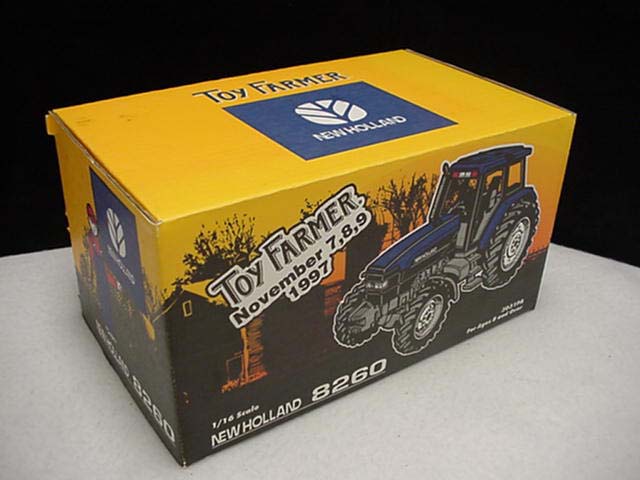 TOY FARMER
NEW HOLLAND
TOY FARMER
November 7,8,9
1997
For Ages 8 and Over
1/16 Scale
NEW HOLLAND 8260
NEW HOLLAND
8260